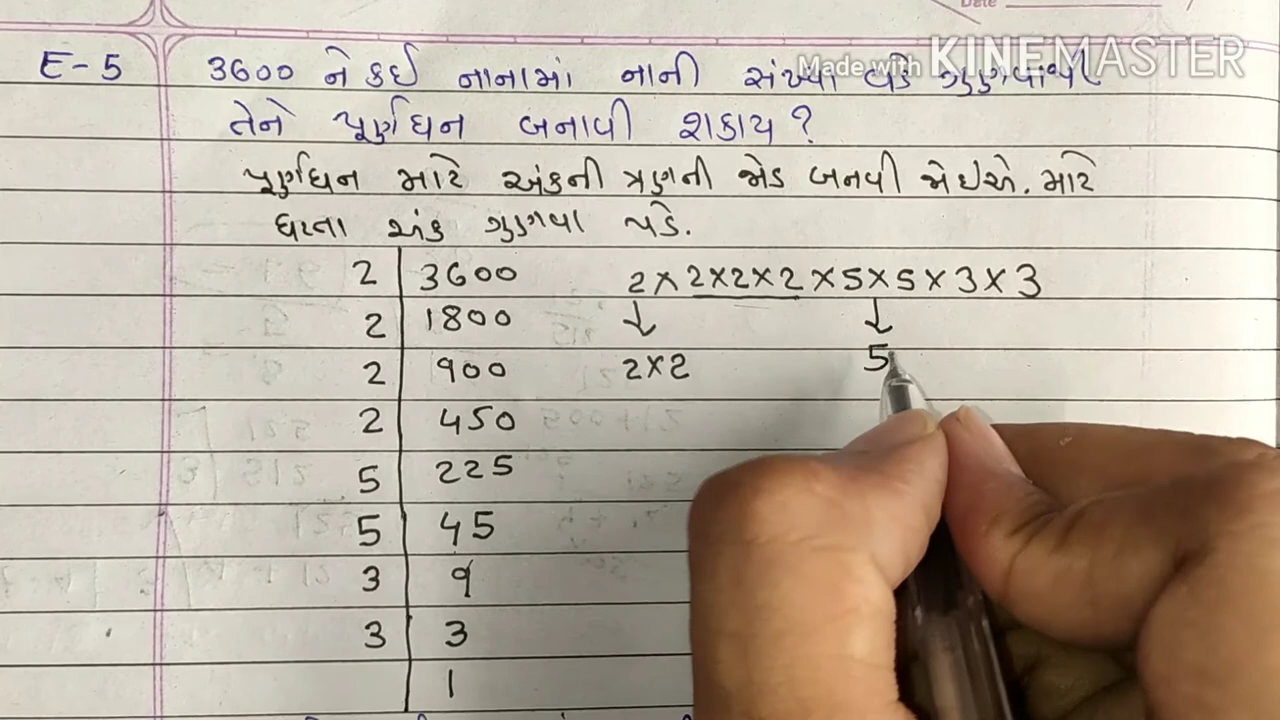 Date
Made with KINEMASTER
E-5 3600 ને કઈ નાનામાં નાની સંખ્યા વડે ગુણવાથી
તેને પૂર્ણઘન બનાવી શકાય ?
પૂર્ણઘન માટે અંકની ત્રણની જોડ બનવી જોઈએ. માટે
ઘટતા અંક ગુણવા પડે.
2 | 3600 2 × 2 × 2 × 2 × 5 × 5 × 3 × 3
2 | 1800 ↓ ↓
2 | 900 2 × 2 5
2 | 450
5 | 225
5 | 45
3 | 9
3 | 3
| 1